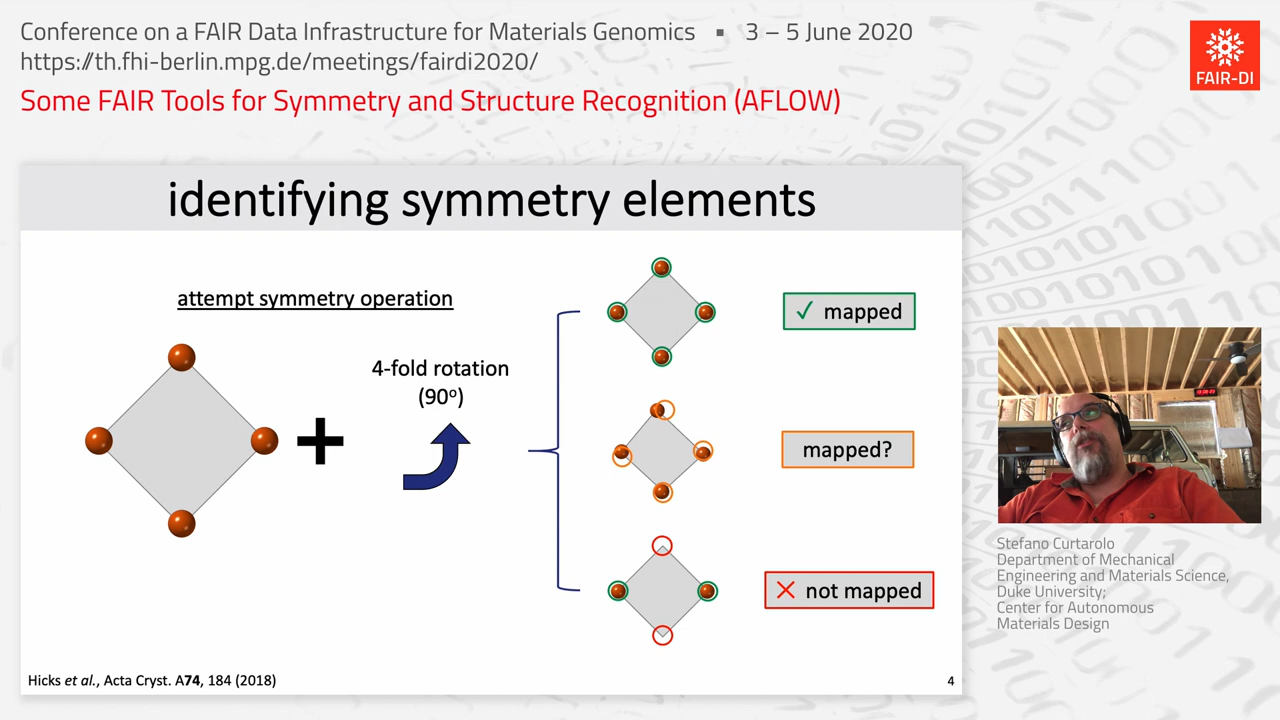 Conference on a FAIR Data Infrastructure for Materials Genomics ▪ 3 – 5 June 2020
https://th.fhi-berlin.mpg.de/meetings/fairdi2020/
Some FAIR Tools for Symmetry and Structure Recognition (AFLOW)
FAIR-DI
identifying symmetry elements
attempt symmetry operation
4-fold rotation
(90º)
✓ mapped
mapped?
✕ not mapped
Hicks et al., Acta Cryst. A74, 184 (2018)
4
Stefano Curtarolo
Department of Mechanical
Engineering and Materials Science,
Duke University;
Center for Autonomous
Materials Design